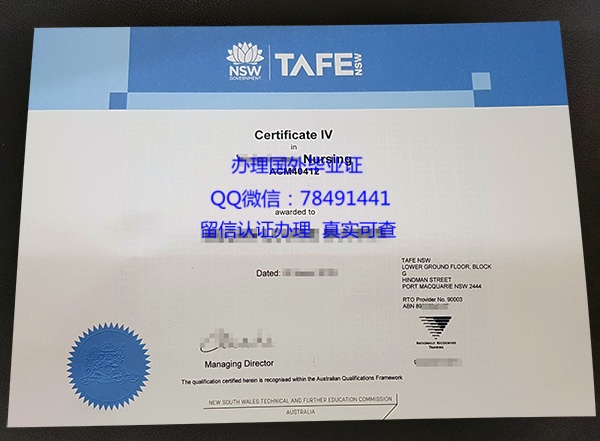 NSW
GOVERNMENT
TAFE
NSW
Certificate IV
in
Nursing
办理国外毕业证
ACM40412
QQ微信：78491441
awarded to
留信认证办理 真实可查
Dated:
TAFE NSW
LOWER GROUND FLOOR, BLOCK
G
HINDMAN STREET
PORT MACQUARIE NSW 2444
RTO Provider No. 90003
ABN
NATIONALLY RECOGNISED
TRAINING
Managing Director
The qualification certified herein is recognised within the Australian Qualifications Framework
NEW SOUTH WALES TECHNICAL AND FURTHER EDUCATION COMMISSION
AUSTRALIA